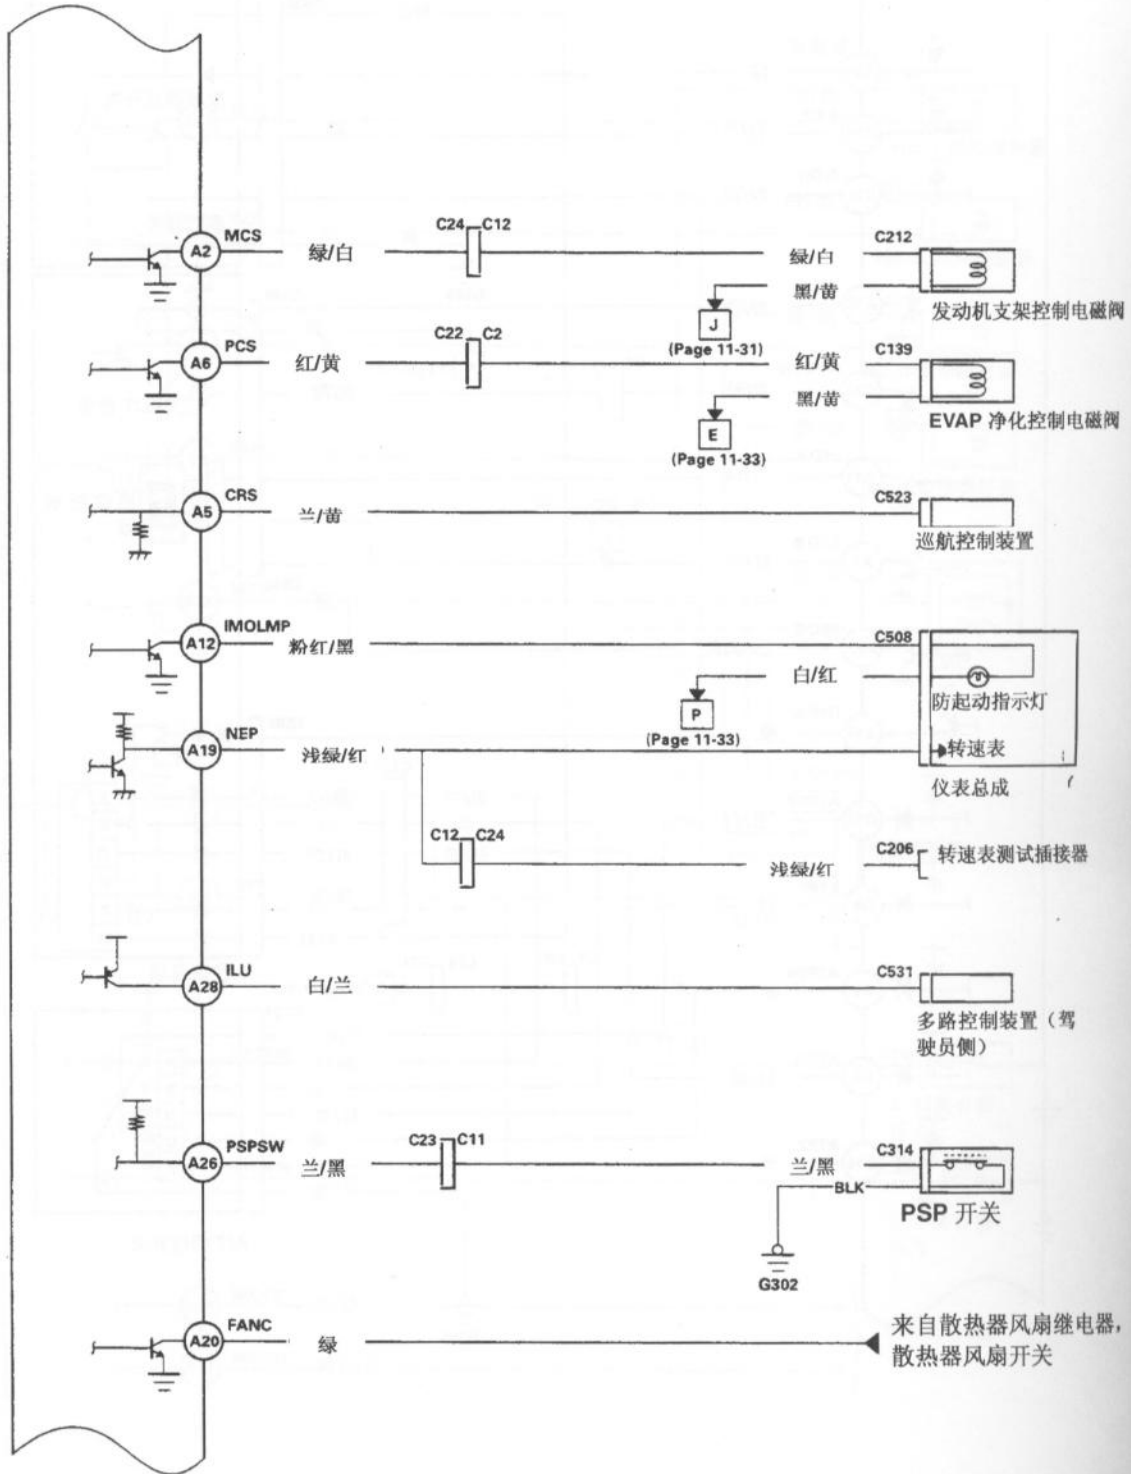 A2 MCS 绿/白 C24 C12 绿/白 C212
黑/黄
J
(Page 11-31)
发动机支架控制电磁阀
A6 PCS 红/黄 C22 C2 红/黄 C139
黑/黄
E
(Page 11-33)
EVAP 净化控制电磁阀
A5 CRS 兰/黄 C523
巡航控制装置
A12 IMOLMP 粉红/黑 C508
白/红
P
(Page 11-33)
防起动指示灯
A19 NEP 浅绿/红
转速表
仪表总成
C12 C24 浅绿/红 C206 转速表测试插接器
A28 ILU 白/兰 C531
多路控制装置（驾
驶员侧）
A26 PSPSW 兰/黑 C23 C11 兰/黑 C314
BLK
PSP 开关
G302
A20 FANC 绿
来自散热器风扇继电器，
散热器风扇开关